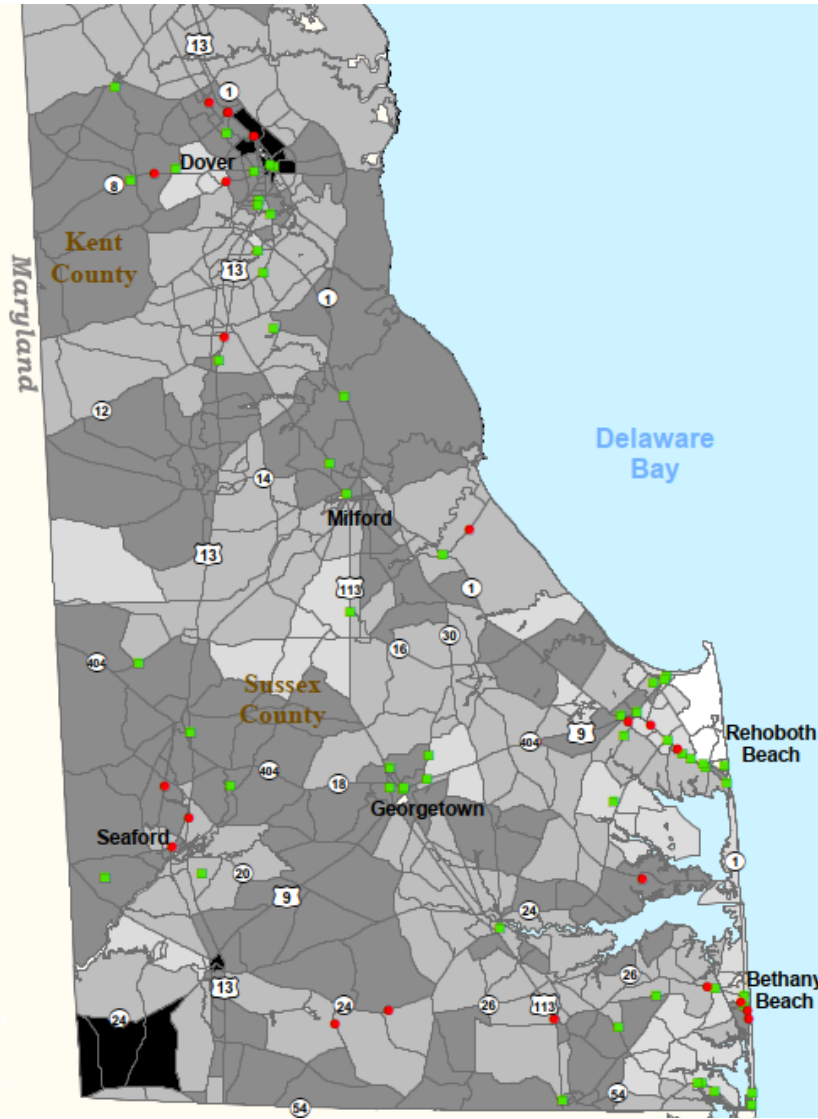 13
1
Dover
8
Kent
County
Maryland
13
1
12
Delaware
Bay
14
Milford
13
113
1
30
16
404
Sussex
County
9
Rehoboth
Beach
404
404
18
Georgetown
Seaford
1
20
9
24
26
Bethany
Beach
13
24
24
26
113
54
54